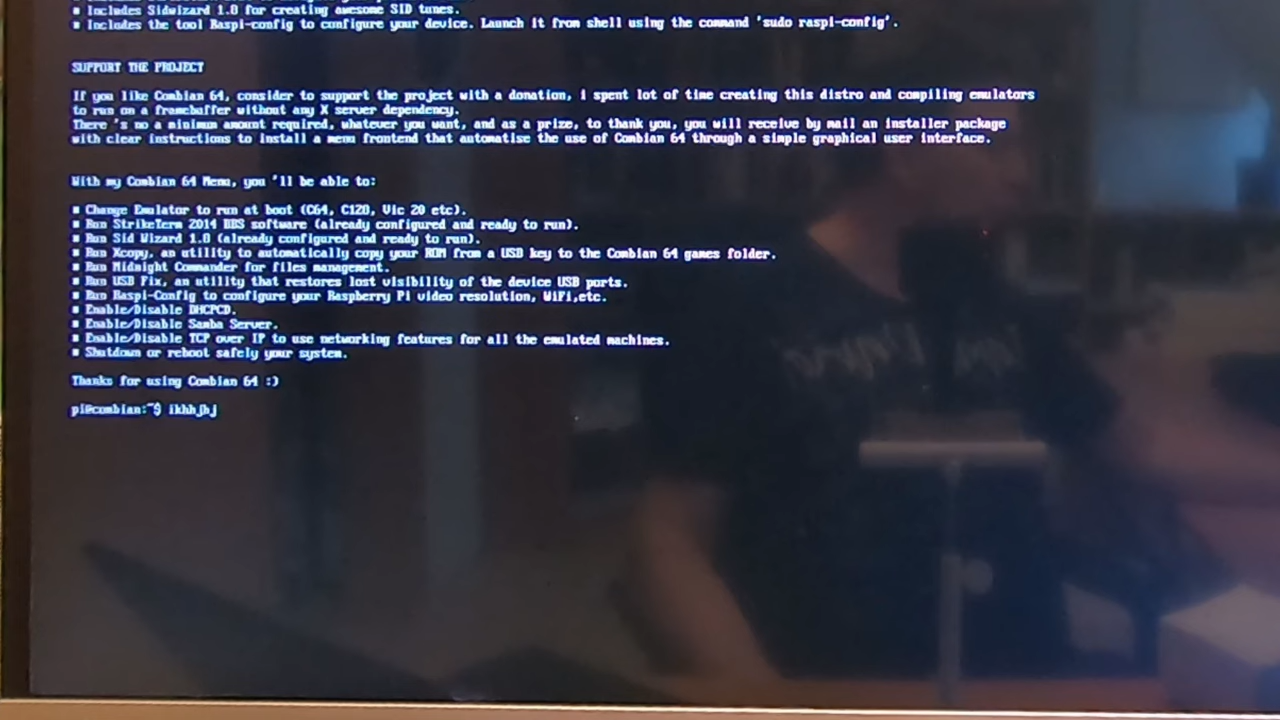 ■ Includes Sidwizard 1.8 for creating awesome SID tunes.
■ Includes the tool Raspi-config to configure your device. Launch it from shell using the command 'sudo raspi-config'.
SUPPORT THE PROJECT
If you like Combian 64, consider to support the project with a donation, i spent lot of time creating this distro and compiling emulators
to run on a framebuffer without any X server dependency.
There 's no a minimum amount required, whatever you want, and as a prize, to thank you, you will receive by mail an installer package
with clear instructions to install a menu frontend that automatise the use of Combian 64 through a simple graphical user interface.
With my Combian 64 Menu, you 'll be able to:
■ Change Emulator to run at boot (C64, C128, Vic 20 etc).
■ Run StrikeTerm 2014 BBS software (already configured and ready to run).
■ Run Sid Wizard 1.8 (already configured and ready to run).
■ Run Xcopy, an utility to automatically copy your ROM from a USB key to the Combian 64 games folder.
■ Run Midnight Commander for files management.
■ Run USB Fix, an utility that restores lost visibility of the device USB ports.
■ Run Raspi-Config to configure your Raspberry Pi video resolution, WiFi,etc.
■ Enable/Disable DHCPCD.
■ Enable/Disable Samba Server.
■ Enable/Disable TCP over IP to use networking features for all the emulated machines.
■ Shutdown or reboot safely your system.
Thanks for using Combian 64 :)
pi@combian:~$ ikhhjhj